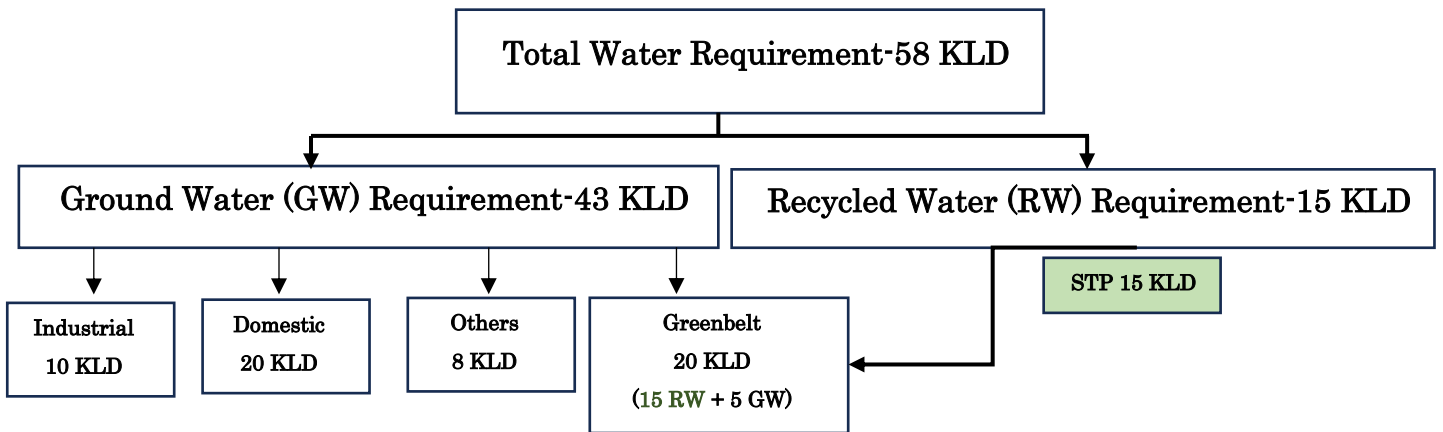 Total Water Requirement-58 KLD
Ground Water (GW) Requirement-43 KLD
Recycled Water (RW) Requirement-15 KLD
STP 15 KLD
Industrial
10 KLD
Domestic
20 KLD
Others
8 KLD
Greenbelt
20 KLD
(15 RW + 5 GW)